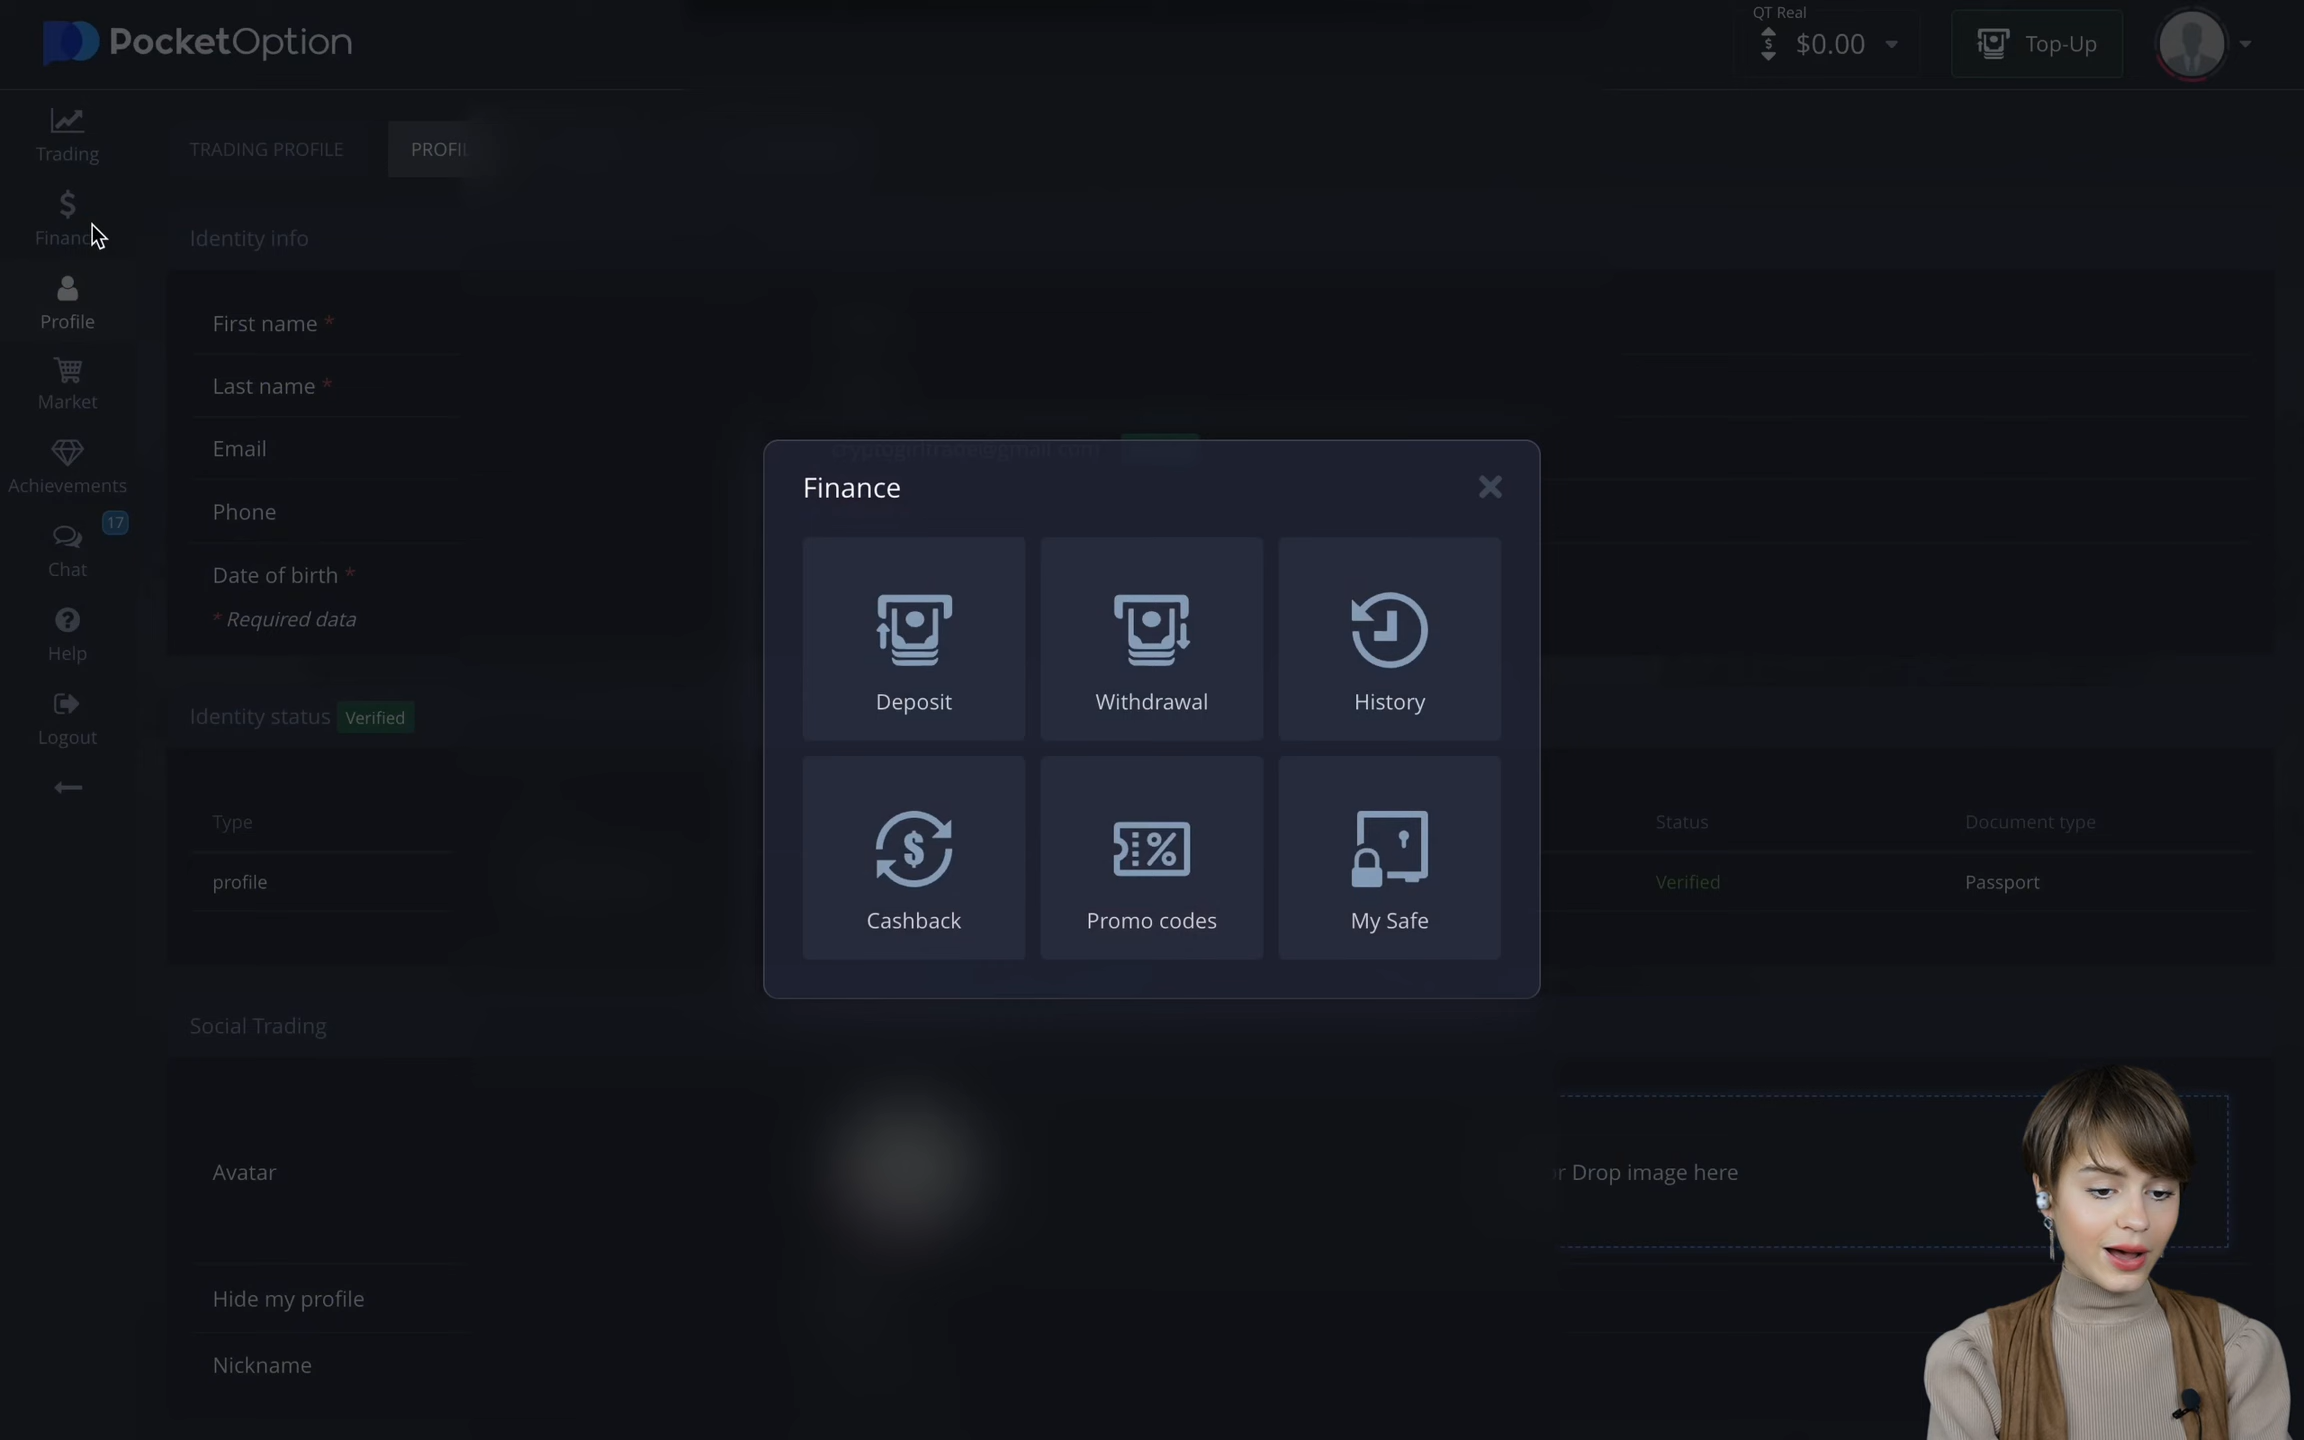 PocketOption
QT Real
$0.00
Top-Up
Trading
Financ
Profile
Market
Achievements
17
Chat
Help
Logout
TRADING PROFILE
PROFIL
Identity info
First name *
Last name *
Email
Phone
Date of birth *
* Required data
Identity status Verified
Type
Status
Document type
profile
Verified
Passport
Social Trading
Avatar
r Drop image here
Hide my profile
Nickname
Finance
Deposit
Withdrawal
History
Cashback
Promo codes
My Safe